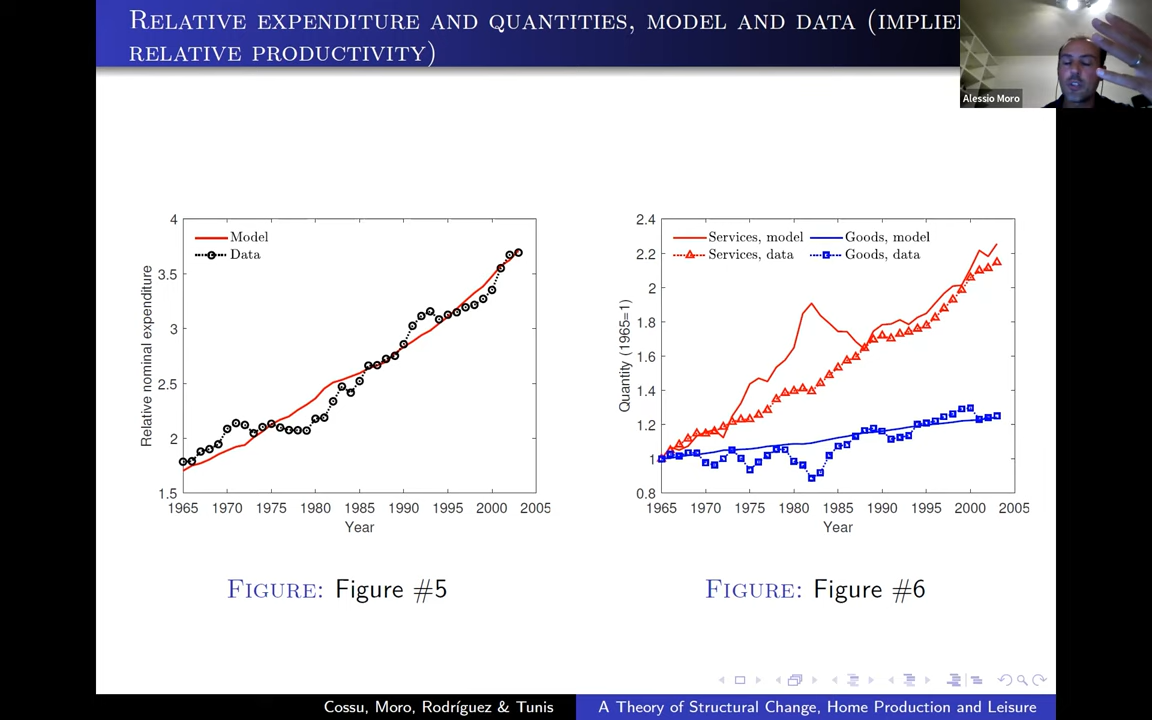 RELATIVE EXPENDITURE AND QUANTITIES, MODEL AND DATA (IMPLIE
RELATIVE PRODUCTIVITY)
Alessio Moro
Relative nominal expenditure
4
3.5
3
2.5
2
1.5
Model
Data
1965 1970 1975 1980 1985 1990 1995 2000 2005
Year
FIGURE: Figure #5
Quantity (1965=1)
2.4
2.2
2
1.8
1.6
1.4
1.2
1
0.8
Services, model Goods, model
Services, data Goods, data
1965 1970 1975 1980 1985 1990 1995 2000 2005
Year
FIGURE: Figure #6
Cossu, Moro, Rodríguez & Tunis
A Theory of Structural Change, Home Production and Leisure